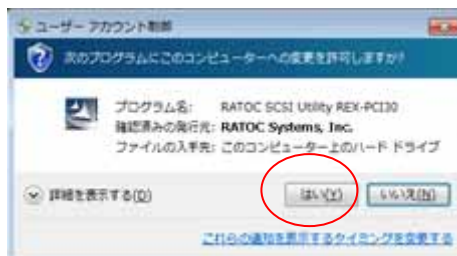 ユーザー アカウント制御
次のプログラムにこのコンピューターへの変更を許可しますか?
プログラム名: RATOC SCSI Utility REX-PCI30
確認済みの発行元: RATOC Systems, Inc.
ファイルの入手先: このコンピューター上のハード ドライブ
詳細を表示する(D)
はい(Y)
いいえ(N)
これらの通知を表示するタイミングを変更する